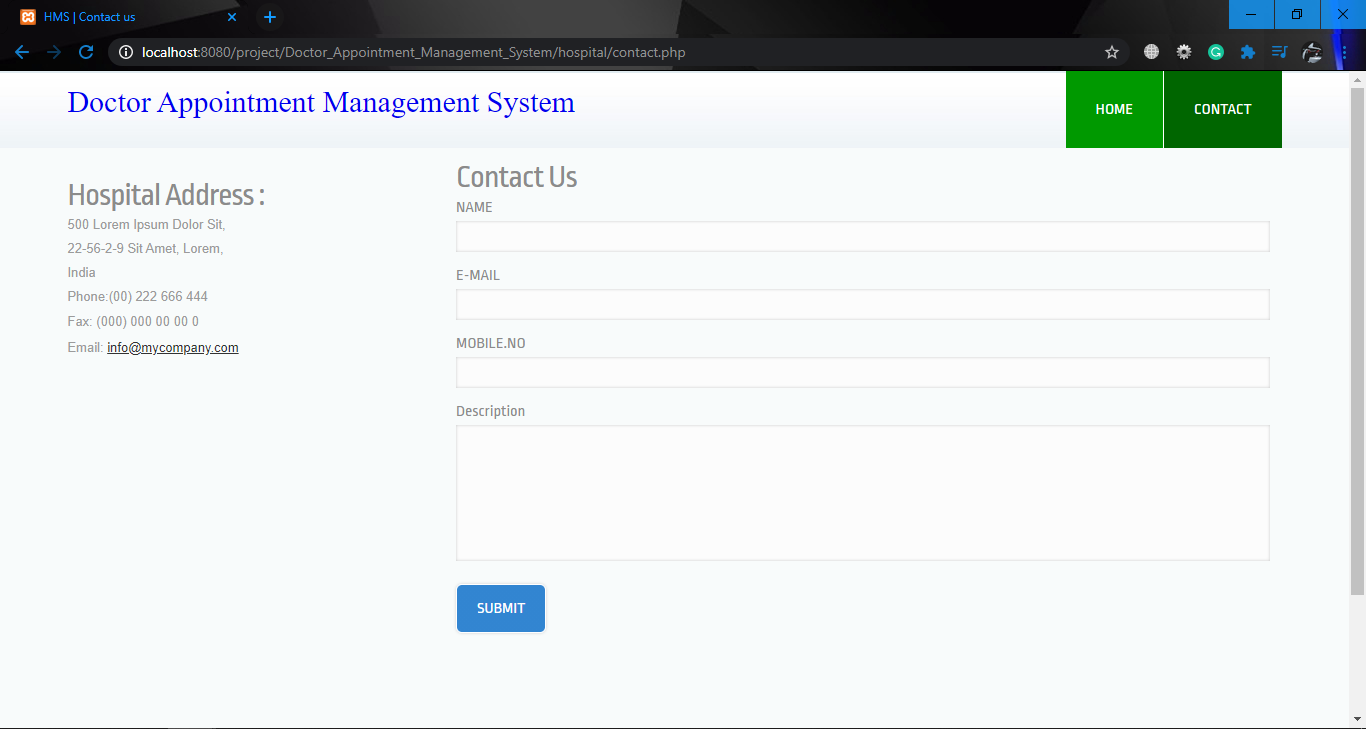 HMS | Contact us
localhost:8080/project/Doctor_Appointment_Management_System/hospital/contact.php
Doctor Appointment Management System
HOME
CONTACT
Hospital Address :
500 Lorem Ipsum Dolor Sit,
22-56-2-9 Sit Amet, Lorem,
India
Phone:(00) 222 666 444
Fax: (000) 000 00 00 0
Email: info@mycompany.com
Contact Us
NAME
E-MAIL
MOBILE.NO
Description
SUBMIT